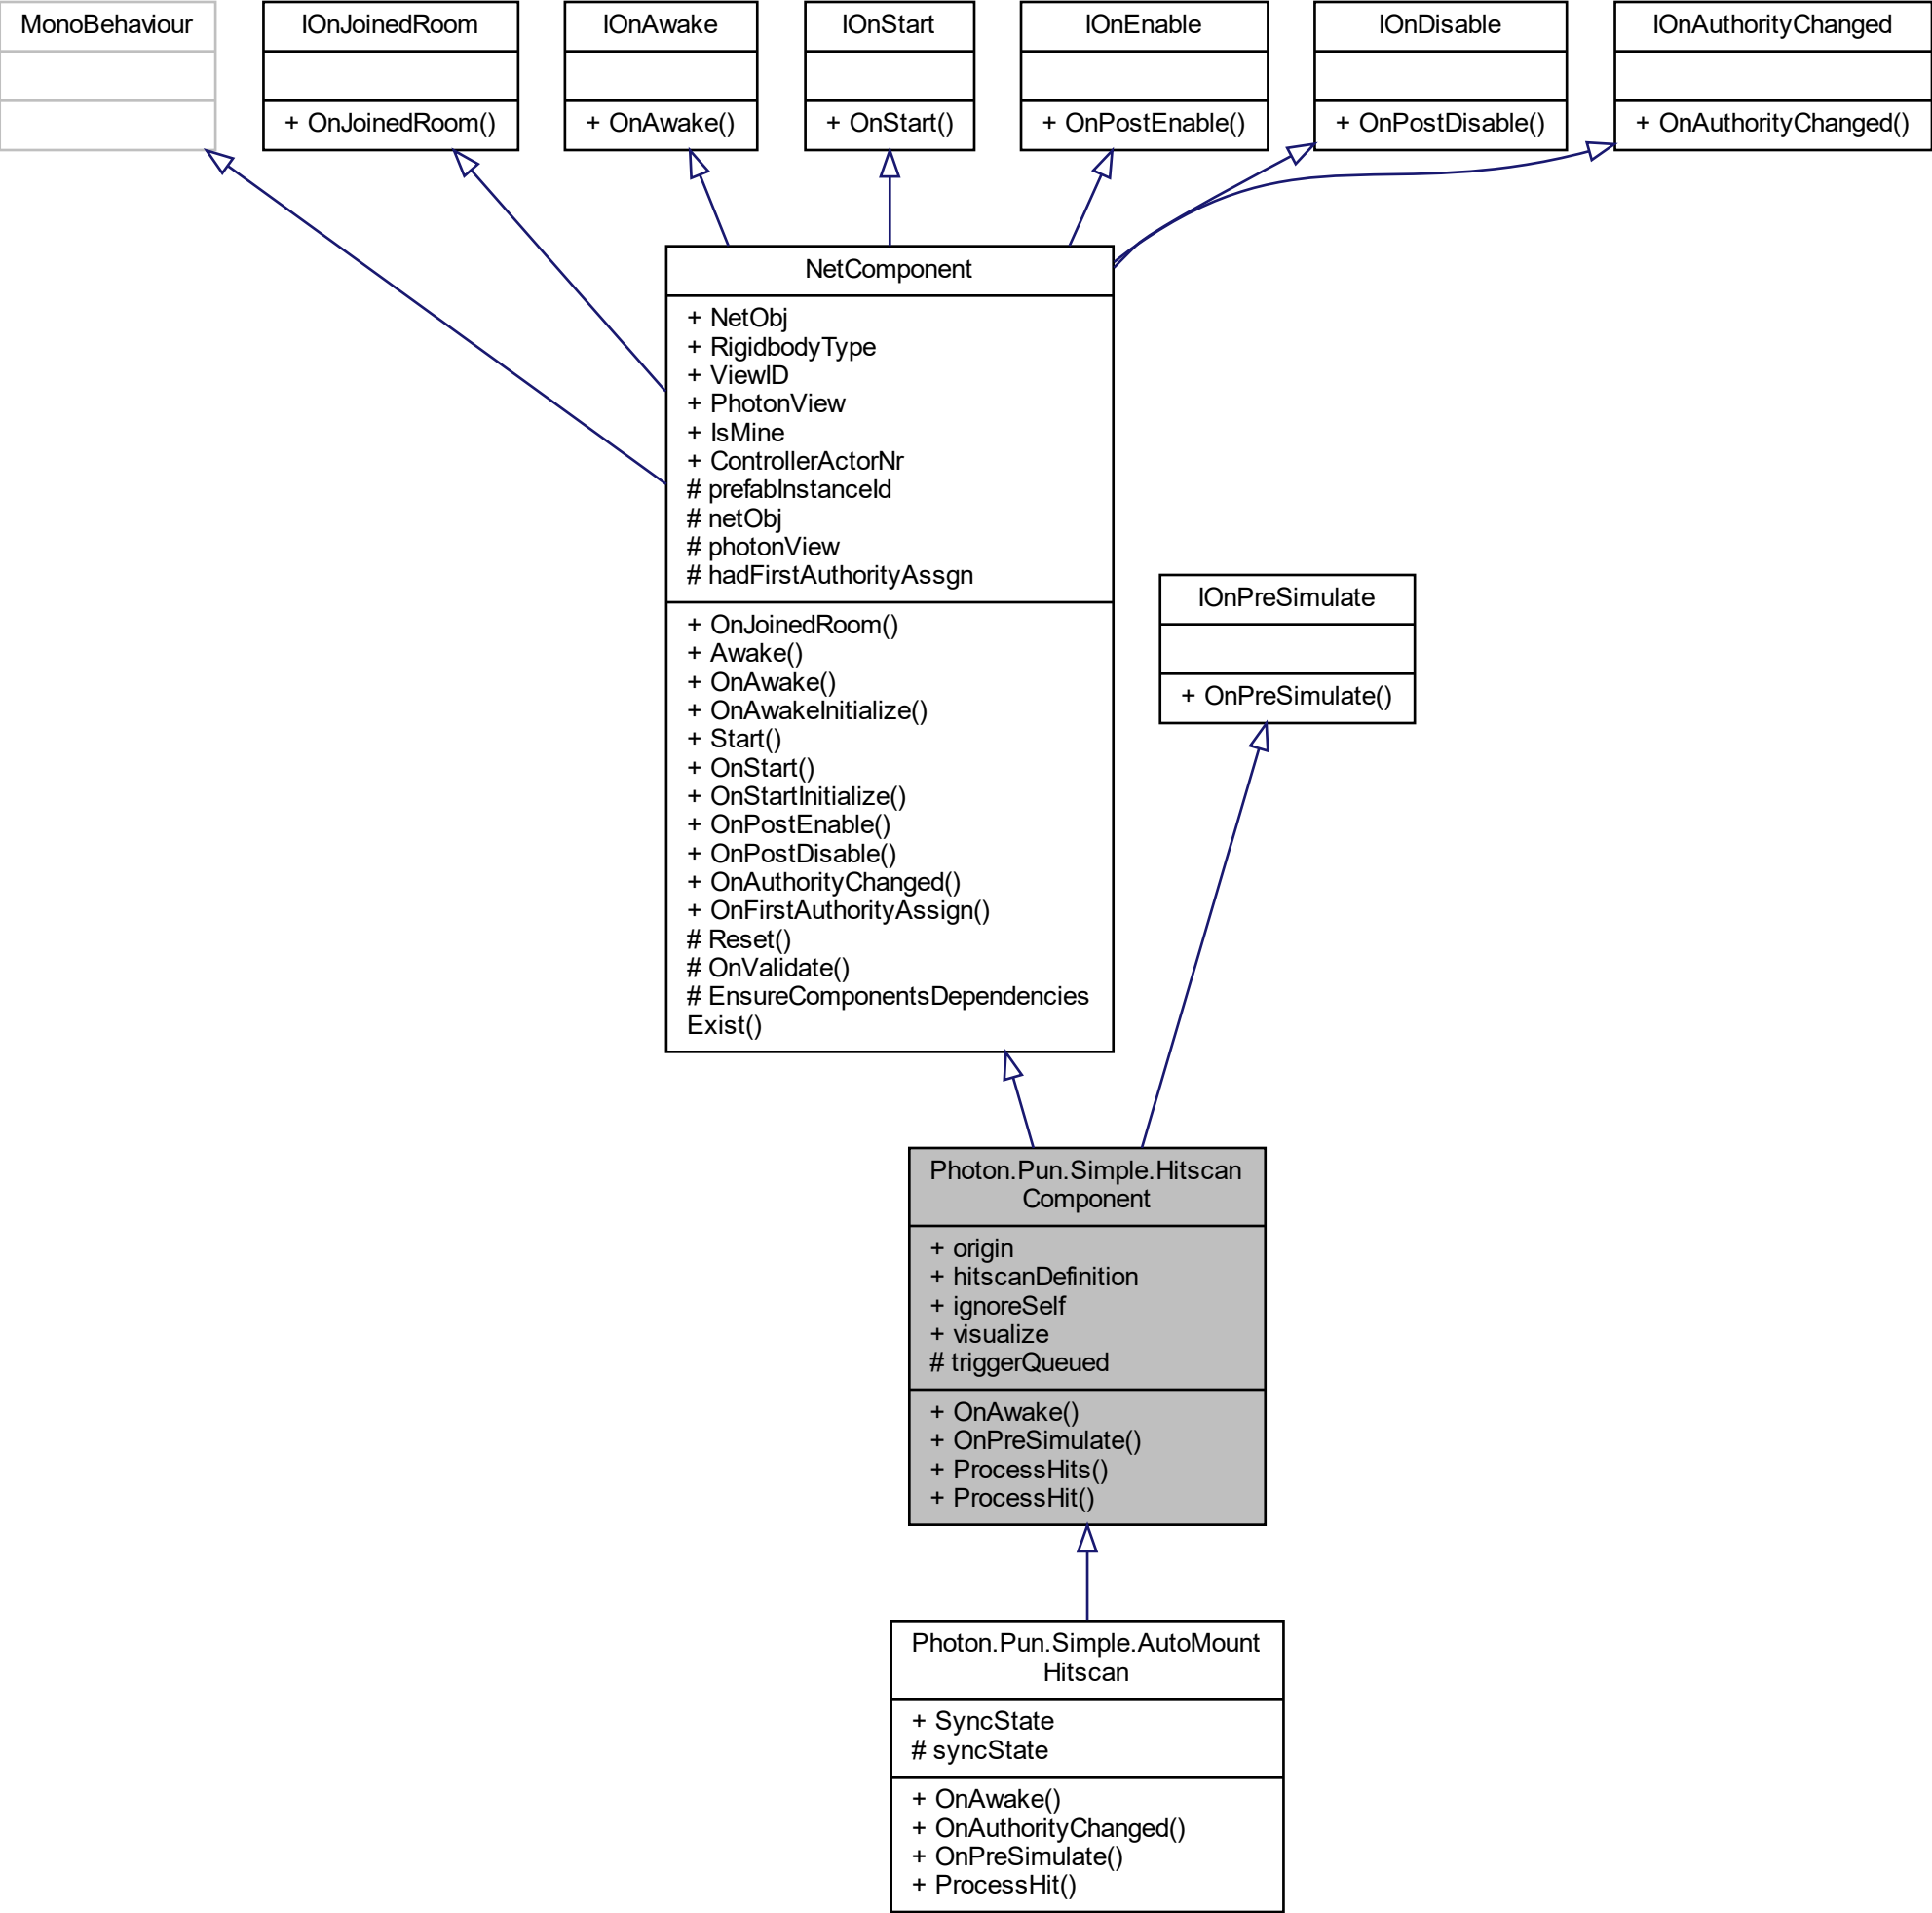 MonoBehaviour
IOnJoinedRoom
+ OnJoinedRoom()
IOnAwake
+ OnAwake()
IOnStart
+ OnStart()
IOnEnable
+ OnPostEnable()
IOnDisable
+ OnPostDisable()
IOnAuthorityChanged
+ OnAuthorityChanged()
NetComponent
+ NetObj
+ RigidbodyType
+ ViewID
+ PhotonView
+ IsMine
+ ControllerActorNr
# prefabInstanceId
# netObj
# photonView
# hadFirstAuthorityAssgn
+ OnJoinedRoom()
+ Awake()
+ OnAwake()
+ OnAwakeInitialize()
+ Start()
+ OnStart()
+ OnStartInitialize()
+ OnPostEnable()
+ OnPostDisable()
+ OnAuthorityChanged()
+ OnFirstAuthorityAssign()
# Reset()
# OnValidate()
# EnsureComponentsDependencies
Exist()
IOnPreSimulate
+ OnPreSimulate()
Photon.Pun.Simple.Hitscan
Component
+ origin
+ hitscanDefinition
+ ignoreSelf
+ visualize
# triggerQueued
+ OnAwake()
+ OnPreSimulate()
+ ProcessHits()
+ ProcessHit()
Photon.Pun.Simple.AutoMount
Hitscan
+ SyncState
# syncState
+ OnAwake()
+ OnAuthorityChanged()
+ OnPreSimulate()
+ ProcessHit()